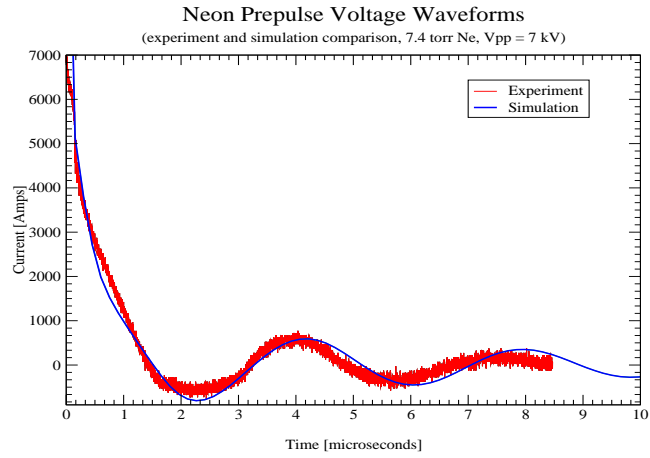 Neon Prepulse Voltage Waveforms
(experiment and simulation comparison, 7.4 torr Ne, Vpp = 7 kV)
7000
6000
5000
4000
3000
2000
1000
0
Current [Amps]
Experiment
Simulation
0 1 2 3 4 5 6 7 8 9 10
Time [microseconds]